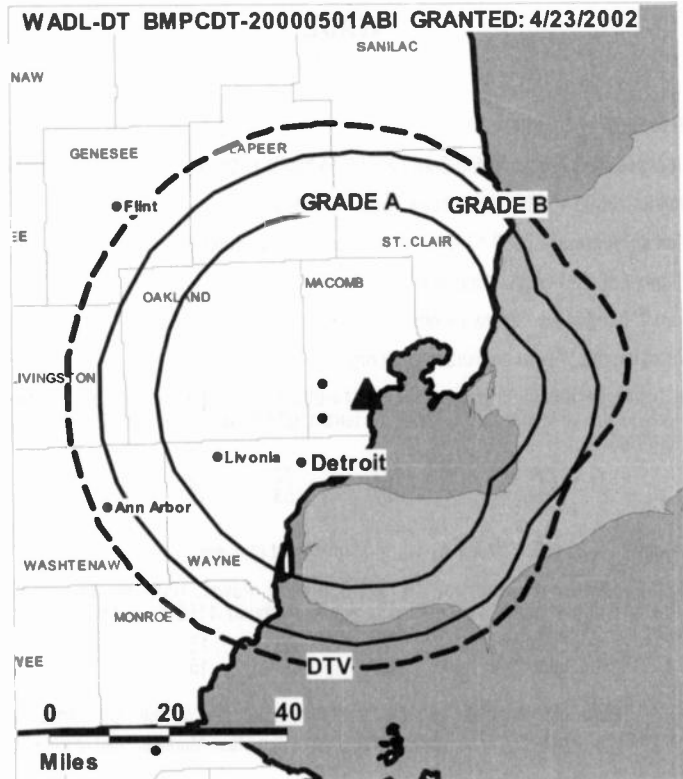 WADL-DT BMPCDT-20000501ABI GRANTED: 4/23/2002
SANILAC
NAW
GENESEE
LAPEER
Flint
GRADE A
GRADE B
EE
ST. CLAIR
MACOMB
OAKLAND
LIVINGSTON
Livonia
Detroit
Ann Arbor
WAYNE
WASHTENAW
MONROE
WEE
DTV
0 20 40
Miles